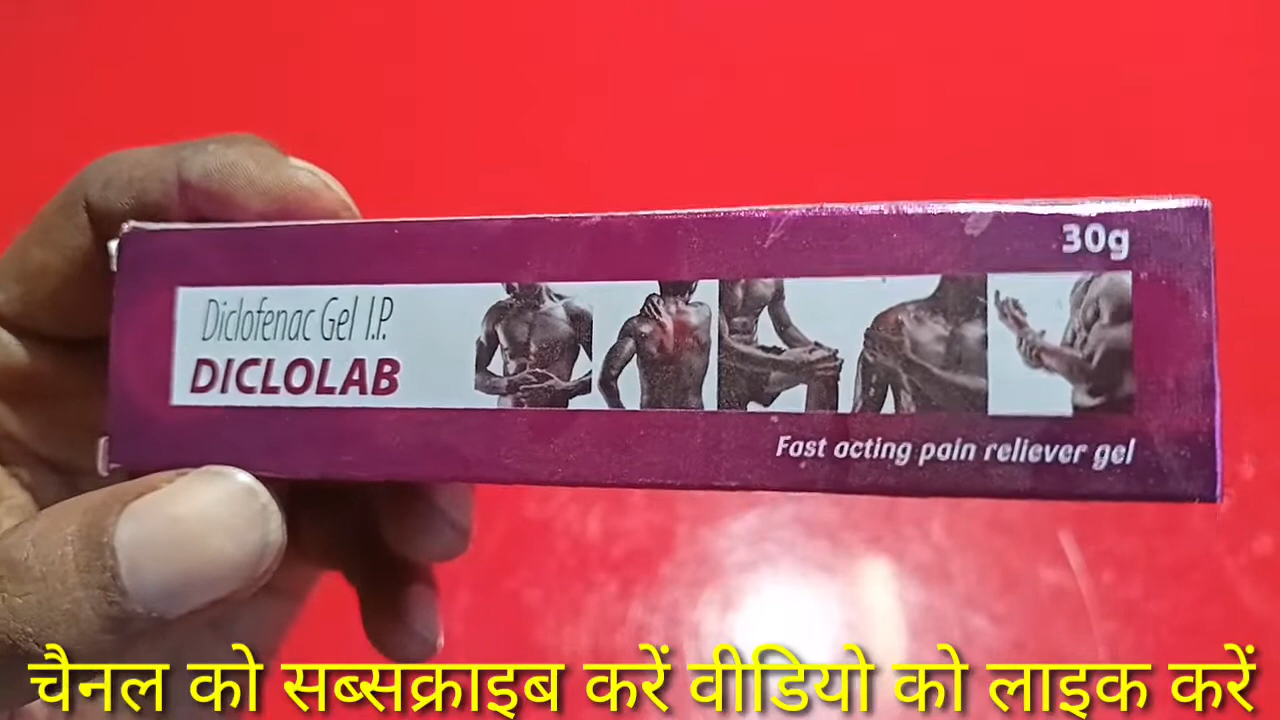 30g
Diclofenac Gel I.P.
DICLOLAB
Fast acting pain reliever gel
चैनल को सब्सक्राइब करें वीडियो को लाइक करें